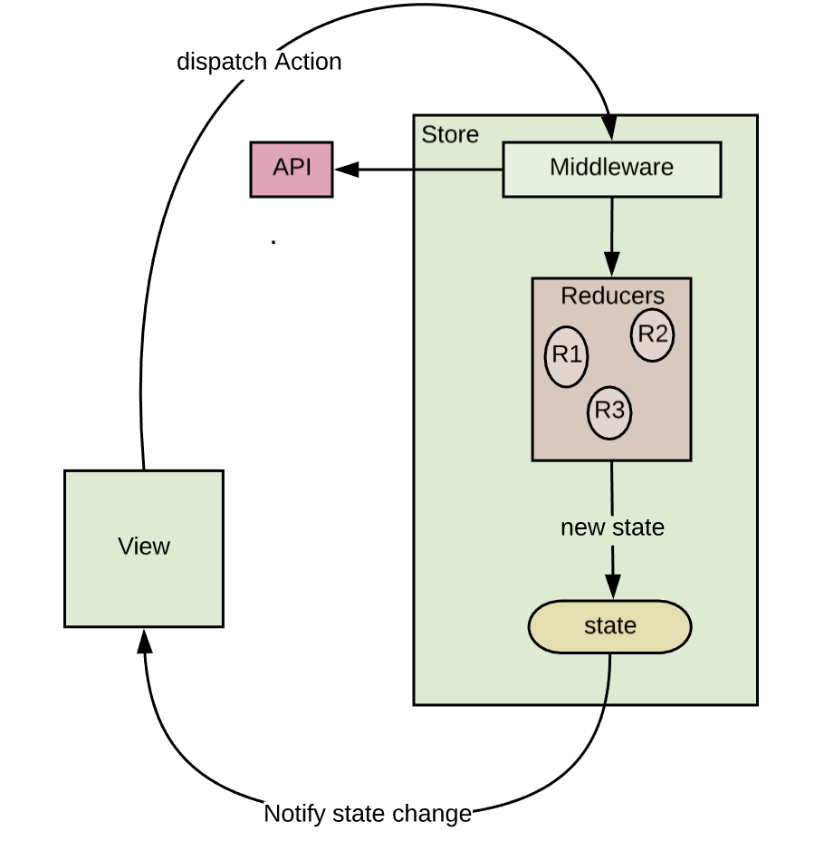 dispatch Action
Store
API
Middleware
.
Reducers
R1
R2
R3
new state
View
state
Notify state change